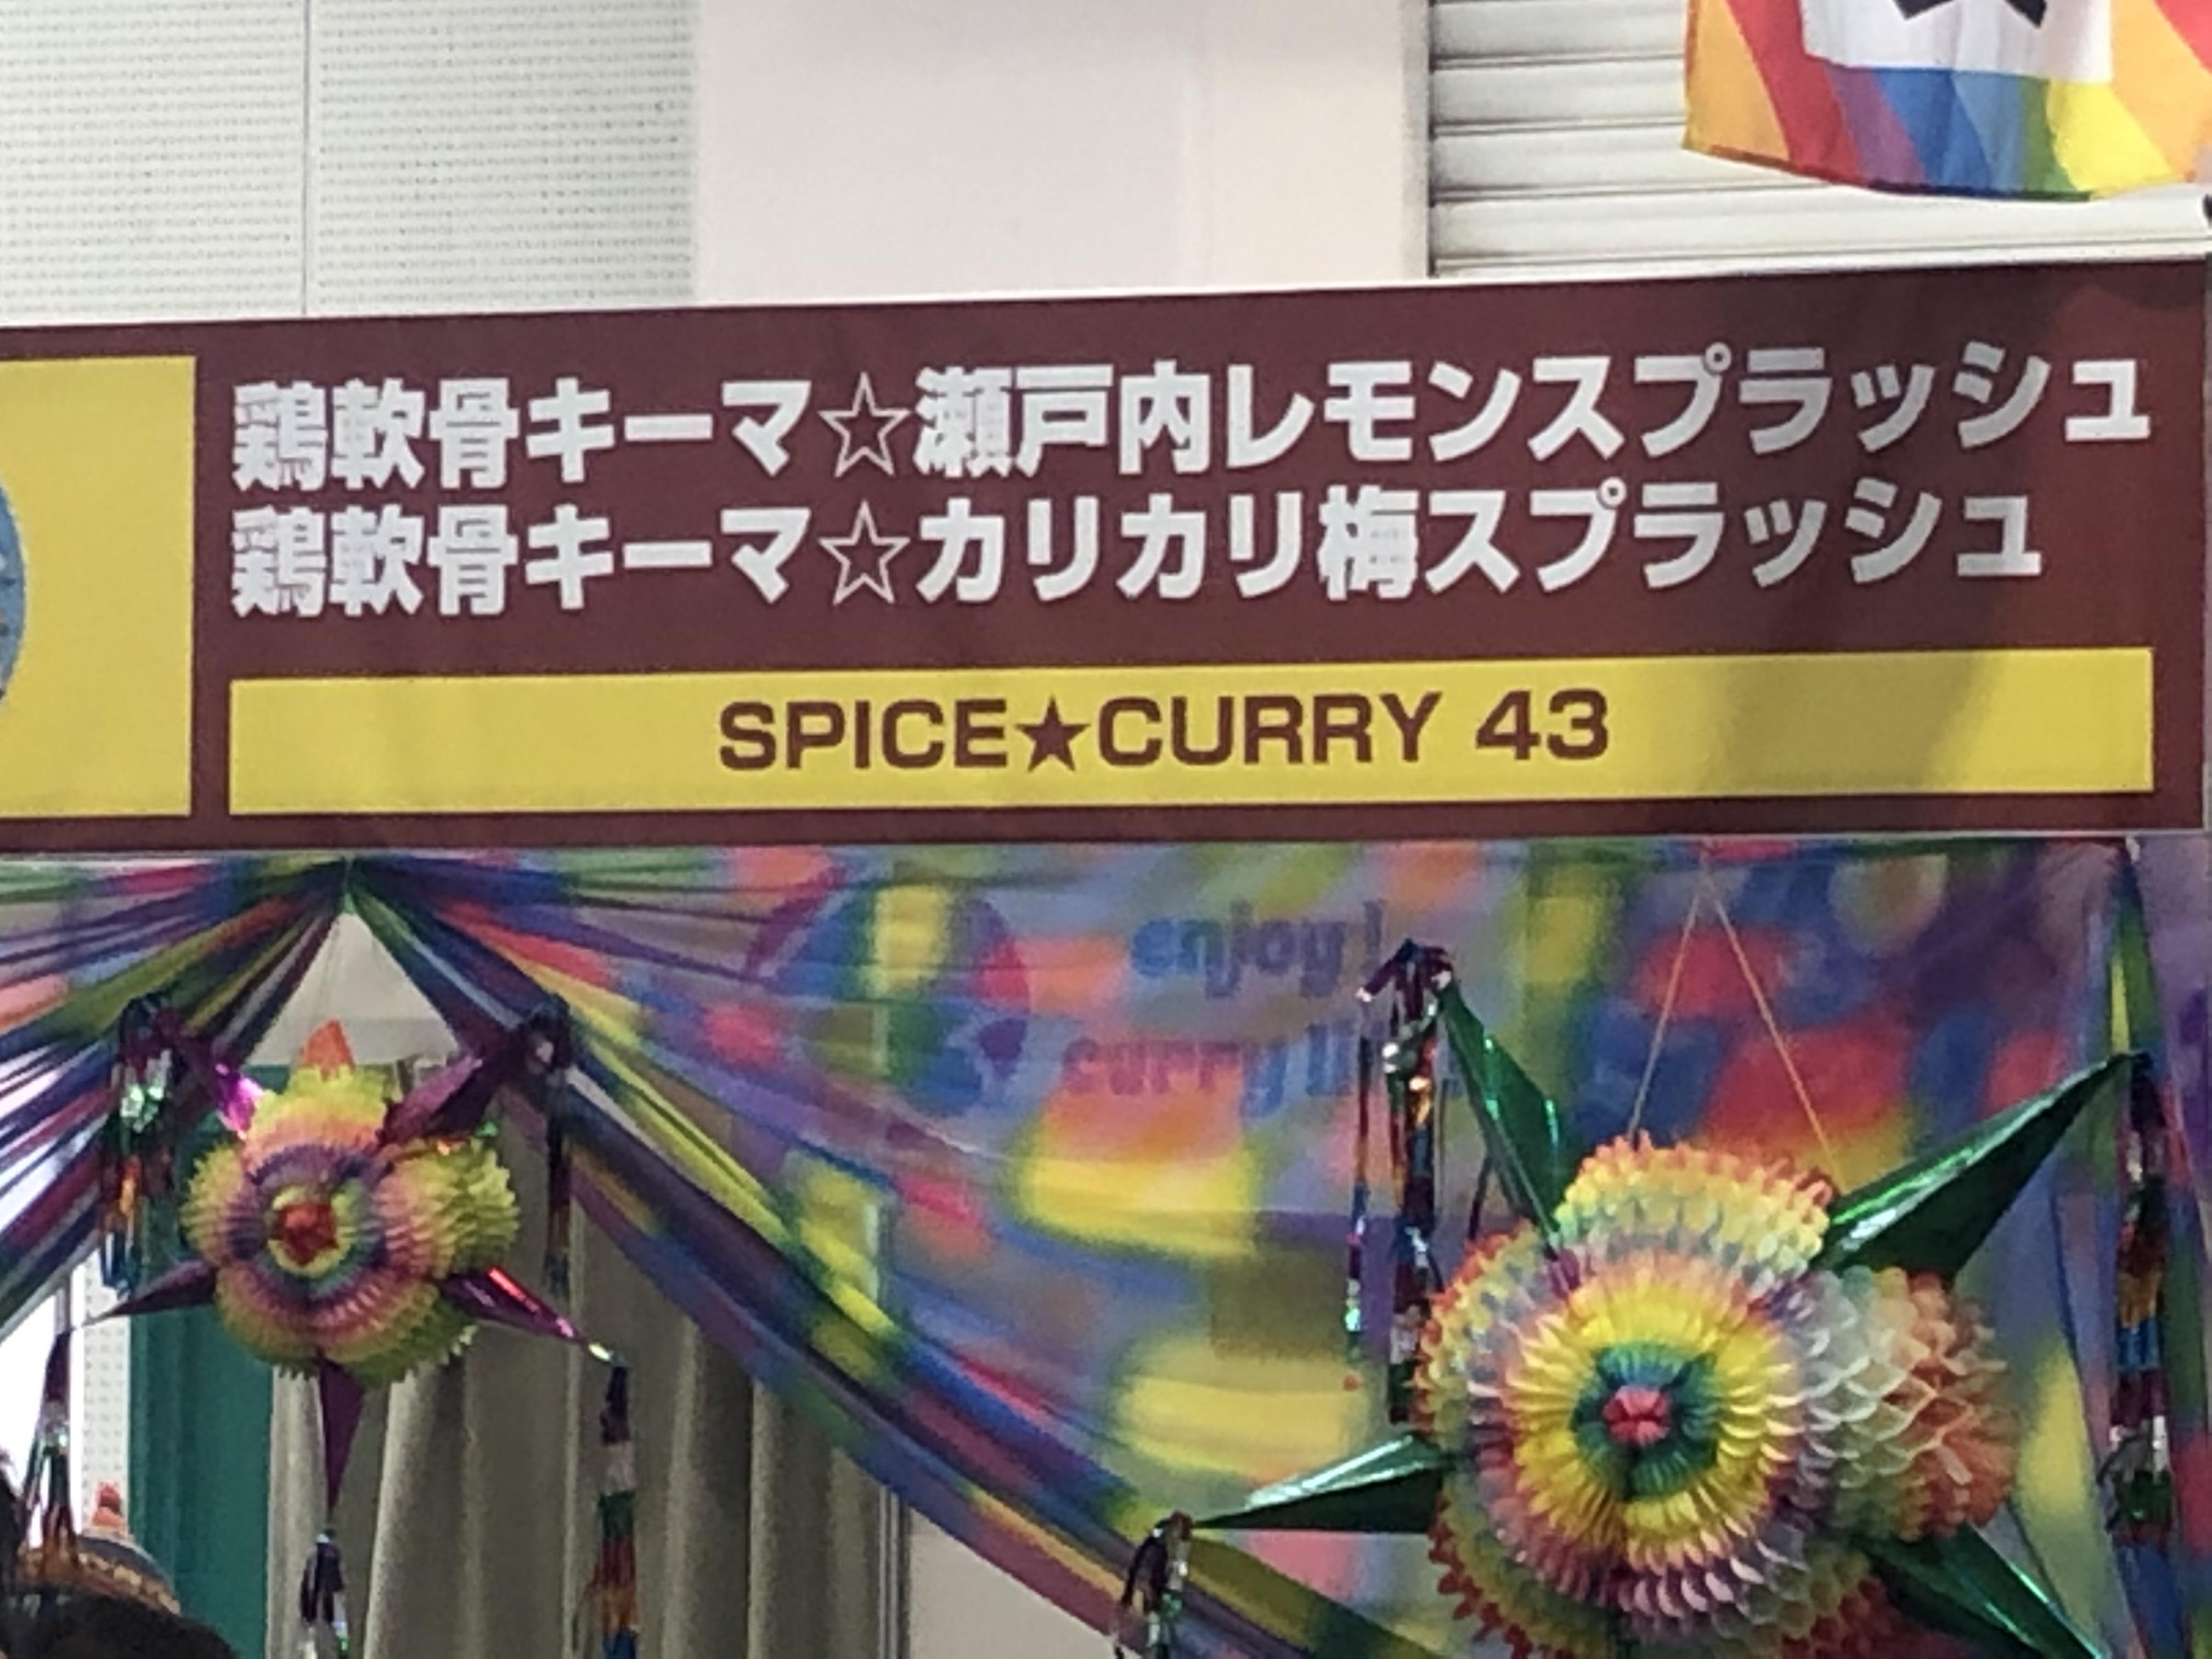 鶏軟骨キーマ☆瀬戸内レモンスプラッシュ
鶏軟骨キーマ☆カリカリ梅スプラッシュ
SPICE★CURRY 43
enjoy!
curry